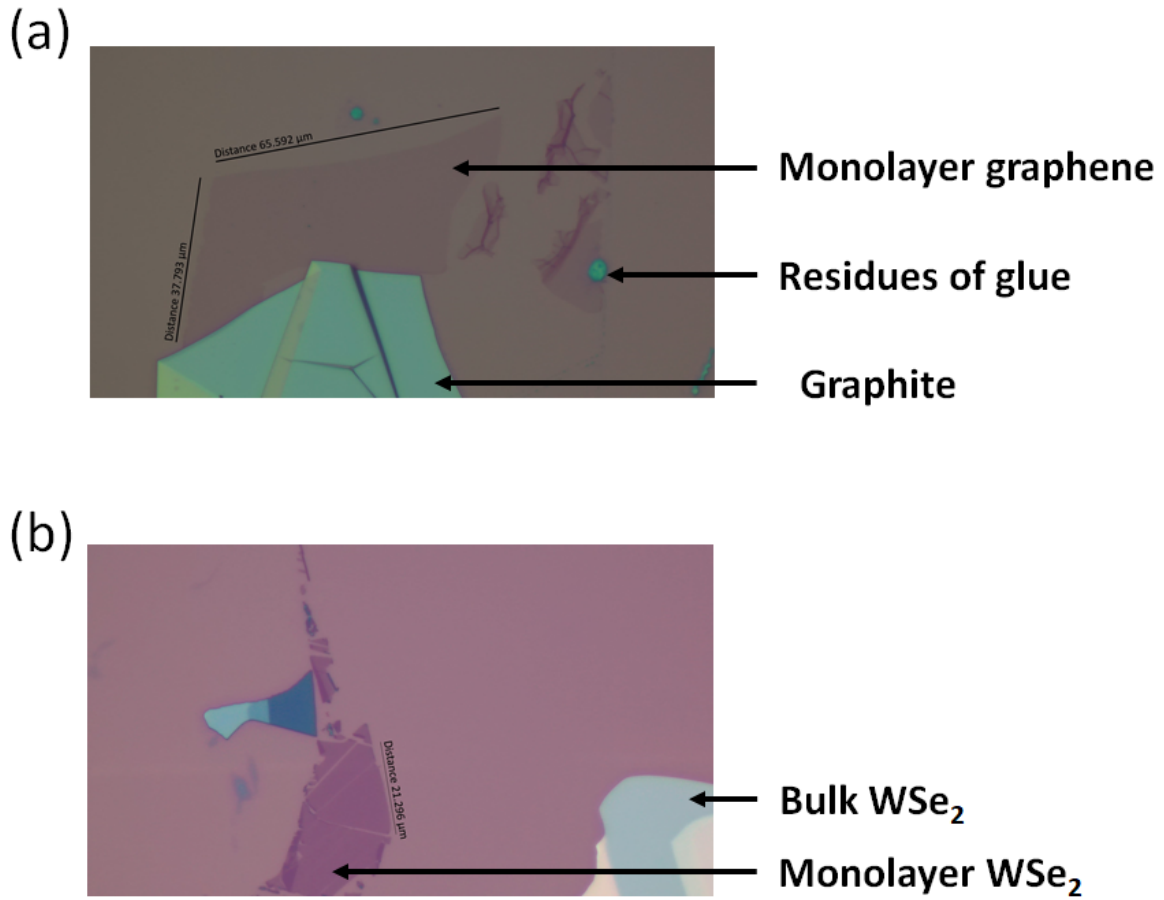 (a)
Distance 65.592 µm
Monolayer graphene
Distance 37.793 µm
Residues of glue
Graphite
(b)
Distance 21.296 µm
Bulk WSe₂
Monolayer WSe₂